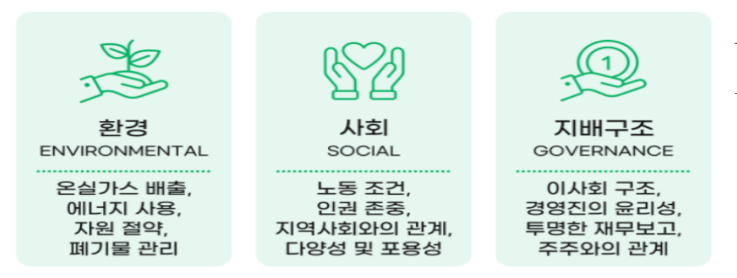 환경
ENVIRONMENTAL
온실가스 배출,
에너지 사용,
자원 절약,
폐기물 관리
사회
SOCIAL
노동 조건,
인권 존중,
지역사회와의 관계,
다양성 및 포용성
1
지배구조
GOVERNANCE
이사회 구조,
경영진의 윤리성,
투명한 재무보고,
주주와의 관계